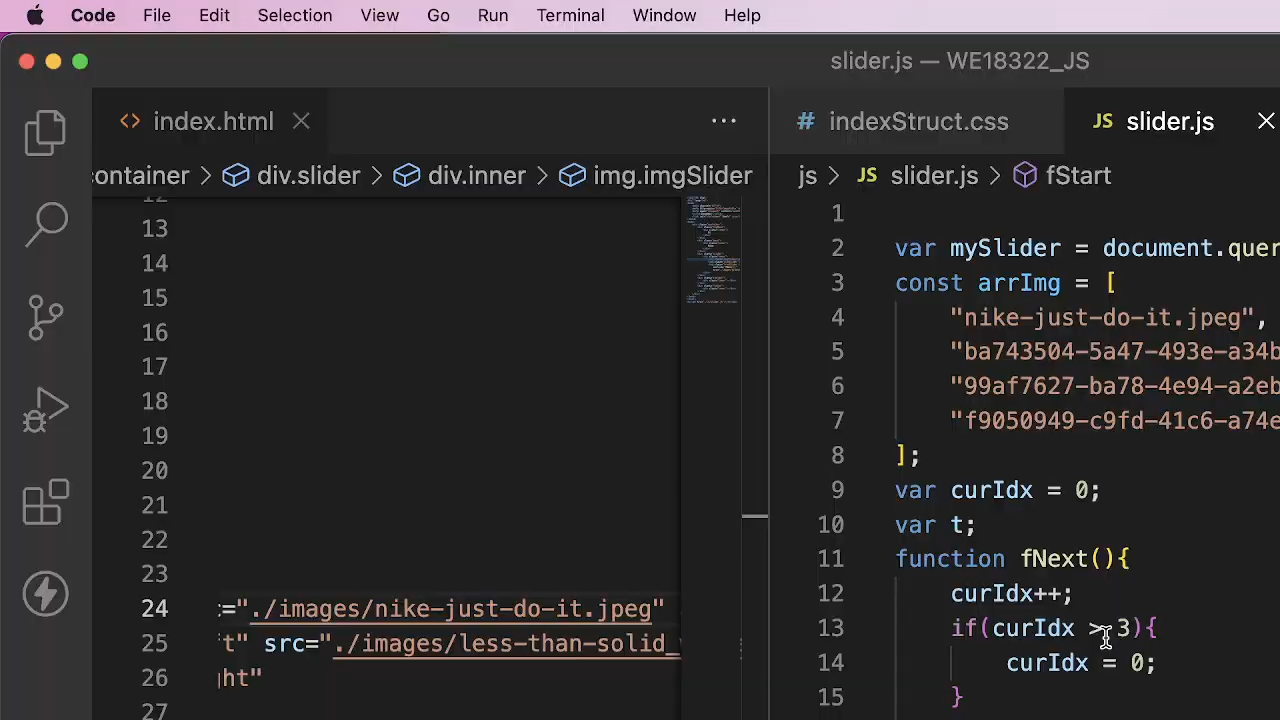 Code File Edit Selection View Go Run Terminal Window Help
slider.js — WE18322_JS
index.html
ontainer > div.slider > div.inner > img.imgSlider
13
14
15
16
17
18
19
20
21
22
23
24 ="./images/nike-just-do-it.jpeg"
25 t" src="./images/less-than-solid_
26 ht"
27
# indexStruct.css JS slider.js
js > JS slider.js > fStart
1
2 var mySlider = document.quer
3 const arrImg = [
4 "nike-just-do-it.jpeg",
5 "ba743504-5a47-493e-a34b
6 "99af7627-ba78-4e94-a2eb
7 "f9050949-c9fd-41c6-a74e
8 ];
9 var curIdx = 0;
10 var t;
11 function fNext(){
12 curIdx++;
13 if(curIdx > 3){
14 curIdx = 0;
15 }